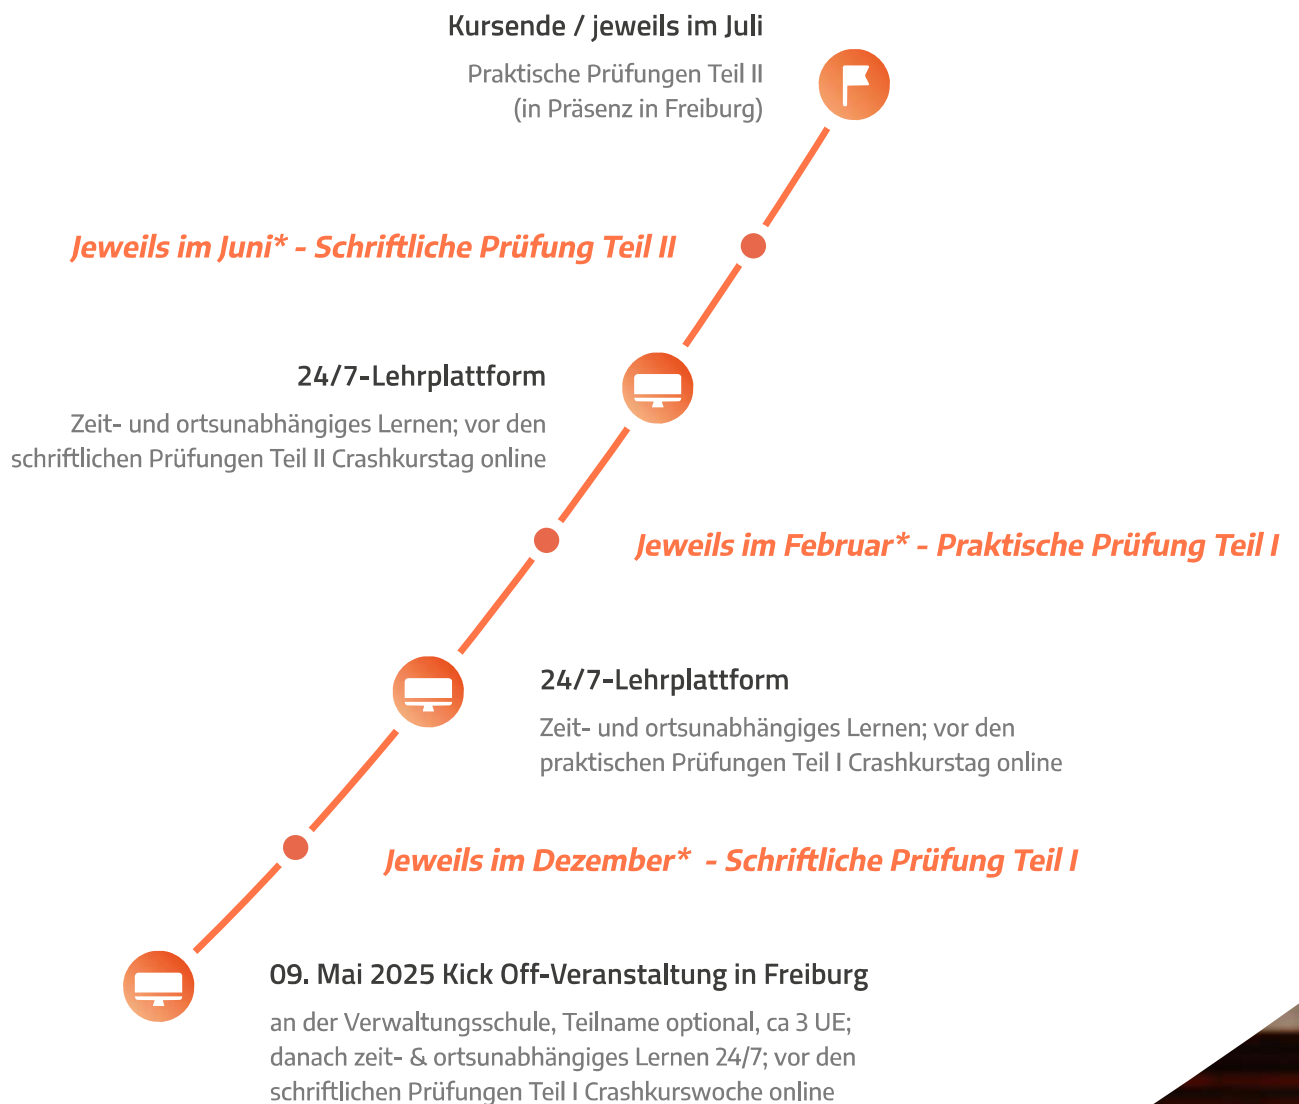 Kursende / jeweils im Juli
Praktische Prüfungen Teil II
(in Präsenz in Freiburg)
Jeweils im Juni* - Schriftliche Prüfung Teil II
24/7-Lehrplattform
Zeit- und ortsunabhängiges Lernen; vor den
schriftlichen Prüfungen Teil II Crashkurstag online
Jeweils im Februar* - Praktische Prüfung Teil I
24/7-Lehrplattform
Zeit- und ortsunabhängiges Lernen; vor den
praktischen Prüfungen Teil I Crashkurstag online
Jeweils im Dezember* - Schriftliche Prüfung Teil I
09. Mai 2025 Kick Off-Veranstaltung in Freiburg
an der Verwaltungsschule, Teilname optional, ca 3 UE;
danach zeit- & ortsunabhängiges Lernen 24/7; vor den
schriftlichen Prüfungen Teil I Crashkurswoche online